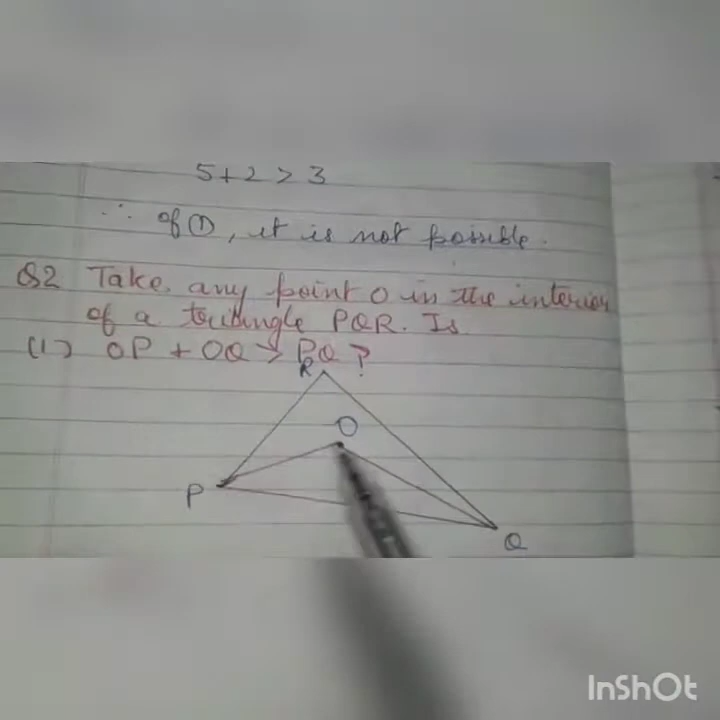 5+2 > 3
∴ of ①, it is not possible.
Q2 Take any point O in the interior
of a triangle PQR. Is
(1) OP + OQ > PQ ?
R
O
P
Q
InShOt